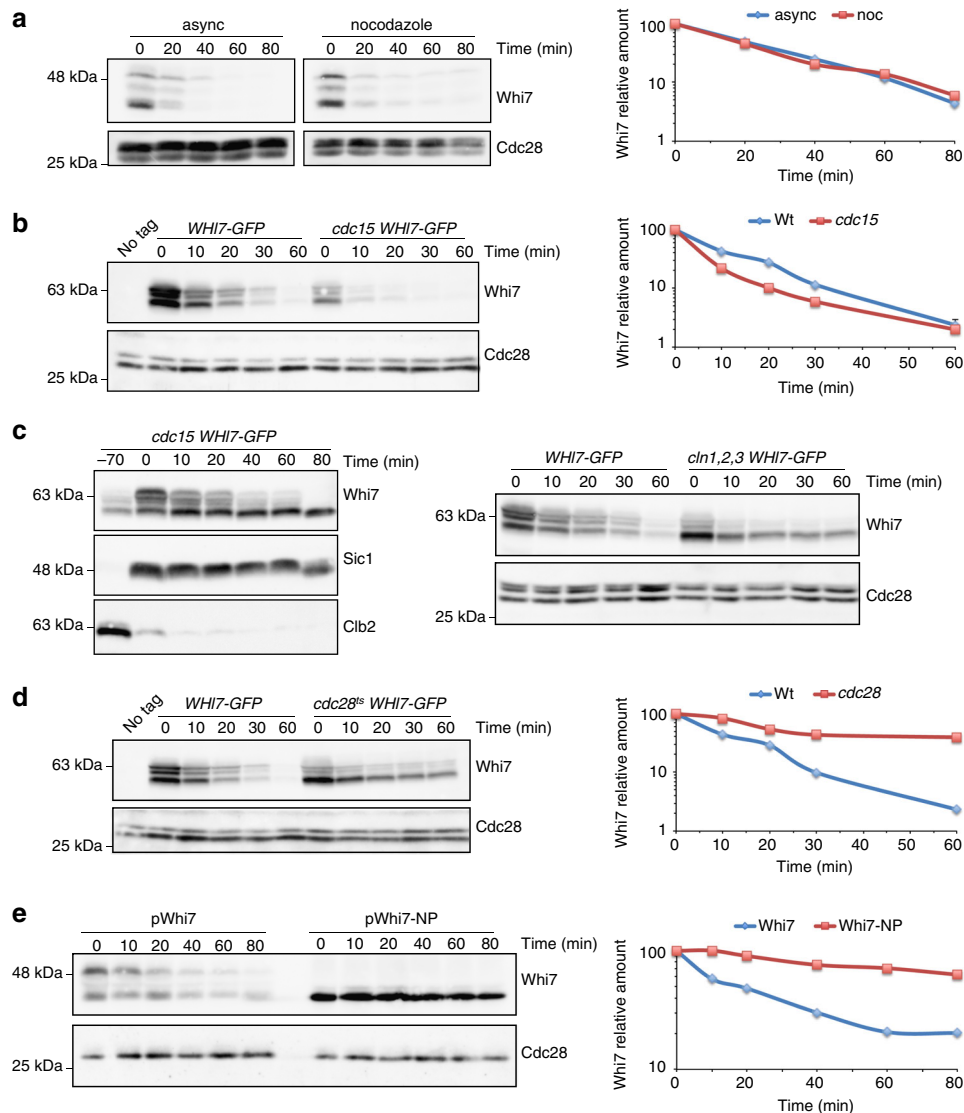 a
async
nocodazole
0 20 40 60 80 0 20 40 60 80 Time (min)
48 kDa
Whi7
Cdc28
25 kDa
async noc
Whi7 relative amount
100
10
1
0 20 40 60 80
Time (min)
b
No tag
WHI7-GFP
cdc15 WHI7-GFP
0 10 20 30 60 0 10 20 30 60 Time (min)
63 kDa
Whi7
Cdc28
25 kDa
Wt cdc15
Whi7 relative amount
100
10
1
0 10 20 30 40 50 60
Time (min)
c
cdc15 WHI7-GFP
–70 0 10 20 40 60 80 Time (min)
63 kDa
Whi7
Sic1
48 kDa
63 kDa
Clb2
WHI7-GFP
cln1,2,3 WHI7-GFP
0 10 20 30 60 0 10 20 30 60 Time (min)
63 kDa
Whi7
Cdc28
25 kDa
d
No tag
WHI7-GFP
cdc28ts WHI7-GFP
0 10 20 30 60 0 10 20 30 60 Time (min)
63 kDa
Whi7
Cdc28
25 kDa
Wt cdc28
Whi7 relative amount
100
10
1
0 10 20 30 40 50 60
Time (min)
e
pWhi7
pWhi7-NP
0 10 20 40 60 80 0 10 20 40 60 80 Time (min)
48 kDa
Whi7
Cdc28
25 kDa
Whi7 Whi7-NP
Whi7 relative amount
100
10
0 20 40 60 80
Time (min)